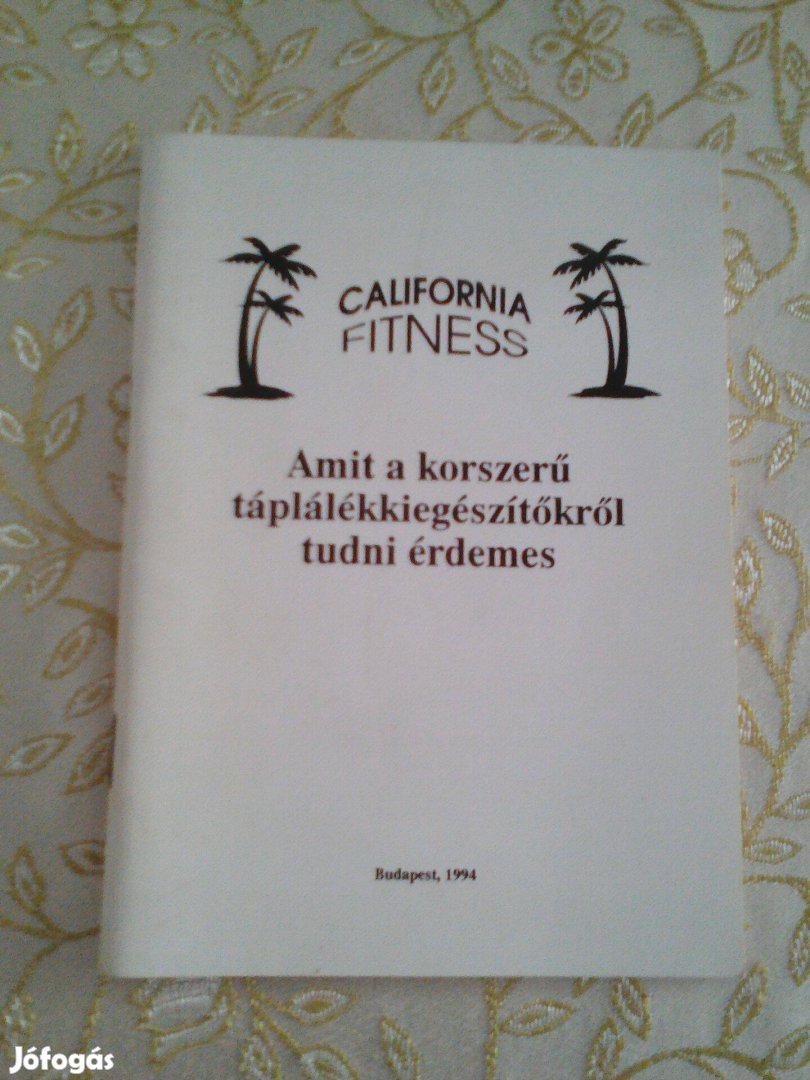 CALIFORNIA
FITNESS
Amit a korszerű
táplálékkiegészítőkről
tudni érdemes
Budapest, 1994
Jófogás